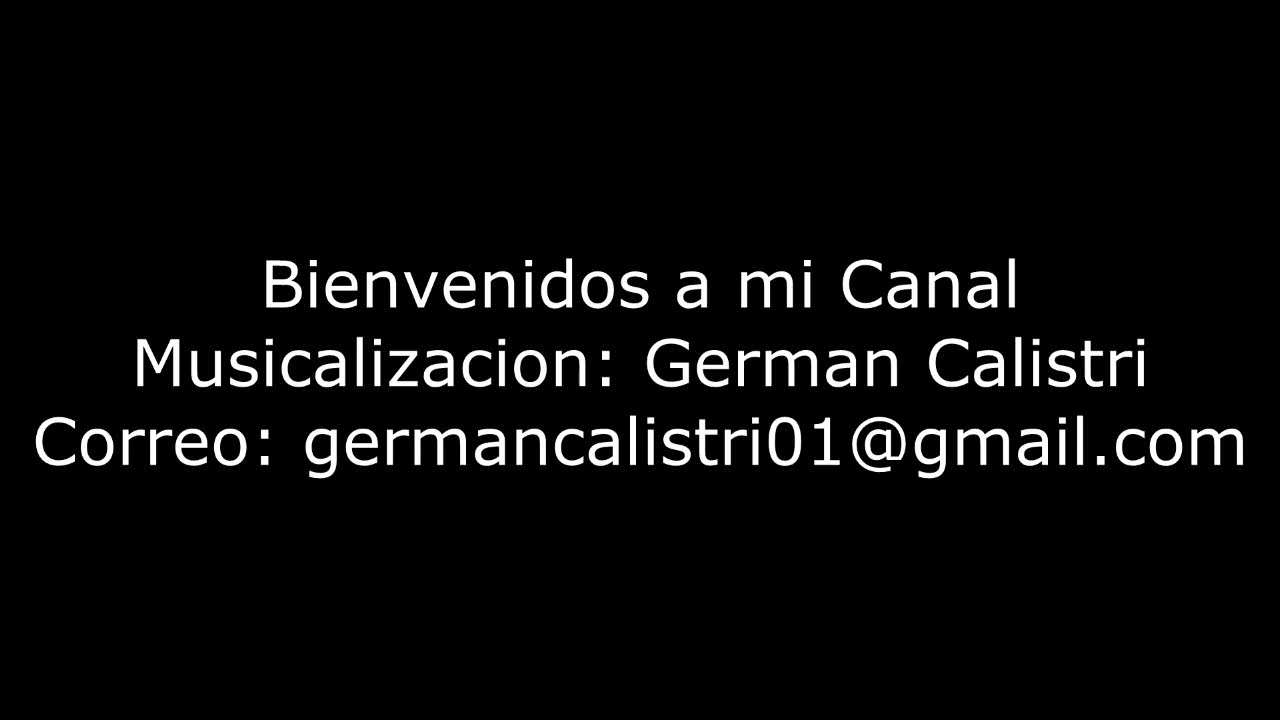 Bienvenidos a mi Canal
Musicalizacion: German Calistri
Correo: germancalistri01@gmail.com